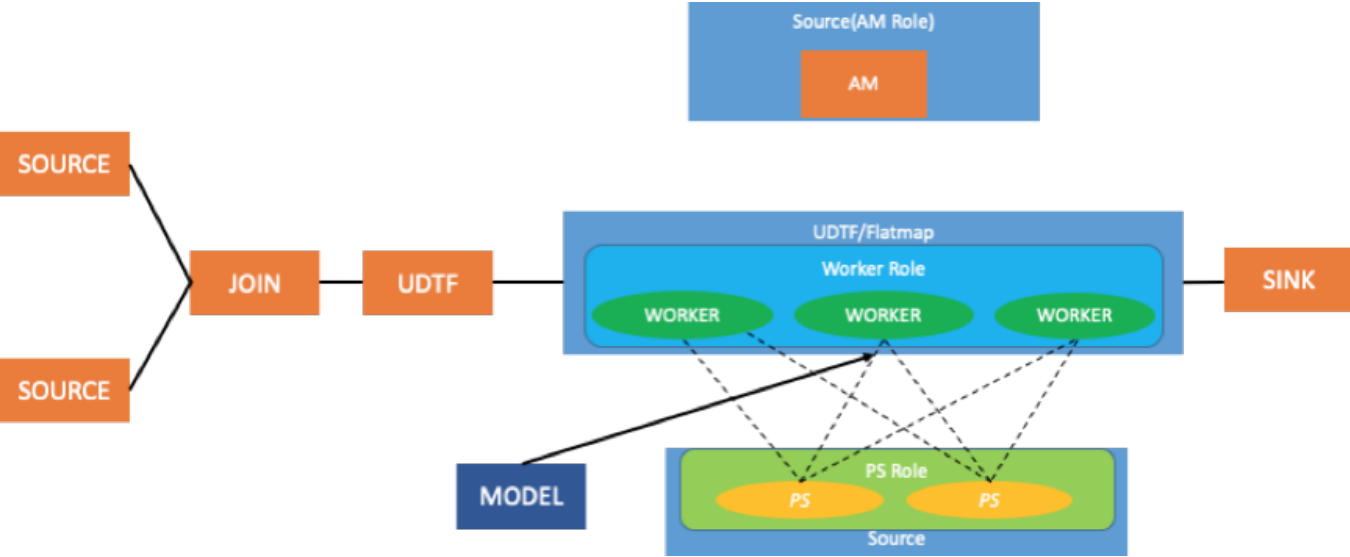 Source(AM Role)
AM
SOURCE
JOIN
UDTF
UDTF/Flatmap
Worker Role
WORKER
WORKER
WORKER
SINK
SOURCE
MODEL
PS Role
PS
PS
Source